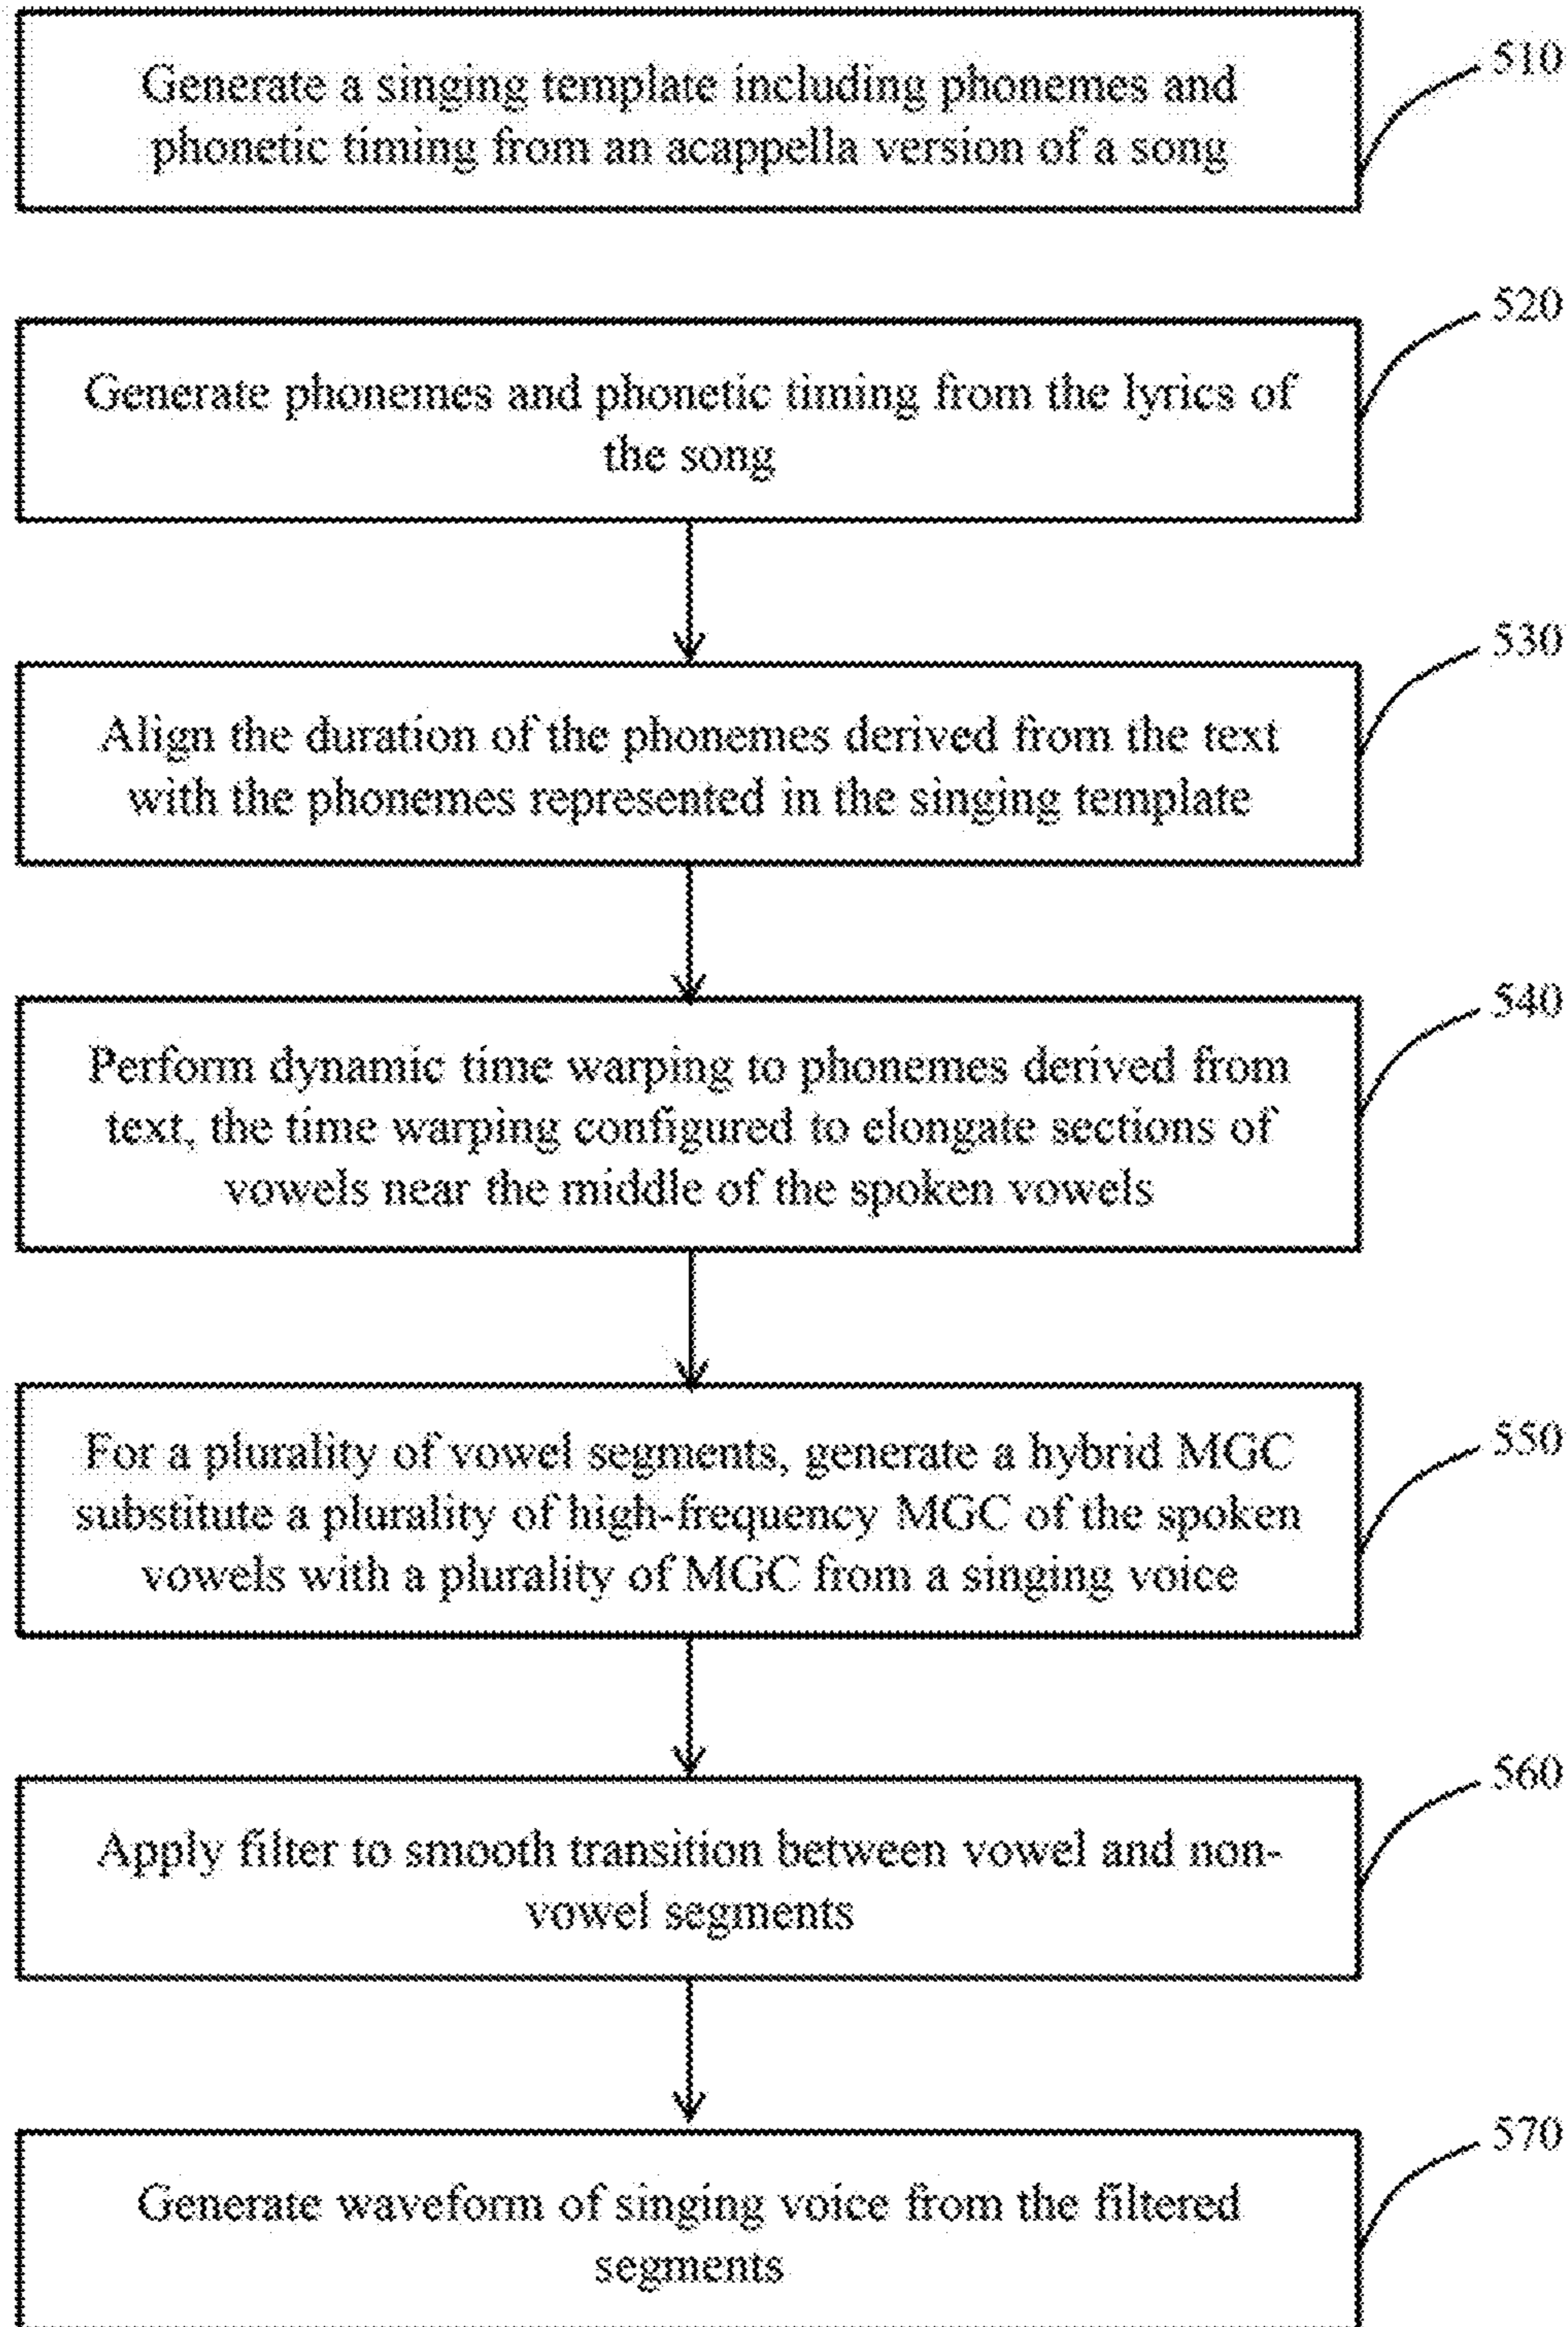 Generate a singing template including phonemes and
phonetic timing from an acappella version of a song
510
Generate phonemes and phonetic timing from the lyrics of
the song
520
Align the duration of the phonemes derived from the text
with the phonemes represented in the singing template
530
Perform dynamic time warping to phonemes derived from
text, the time warping configured to elongate sections of
vowels near the middle of the spoken vowels
540
For a plurality of vowel segments, generate a hybrid MGC
substitute a plurality of high-frequency MGC of the spoken
vowels with a plurality of MGC from a singing voice
550
Apply filter to smooth transition between vowel and non-
vowel segments
560
Generate waveform of singing voice from the filtered
segments
570